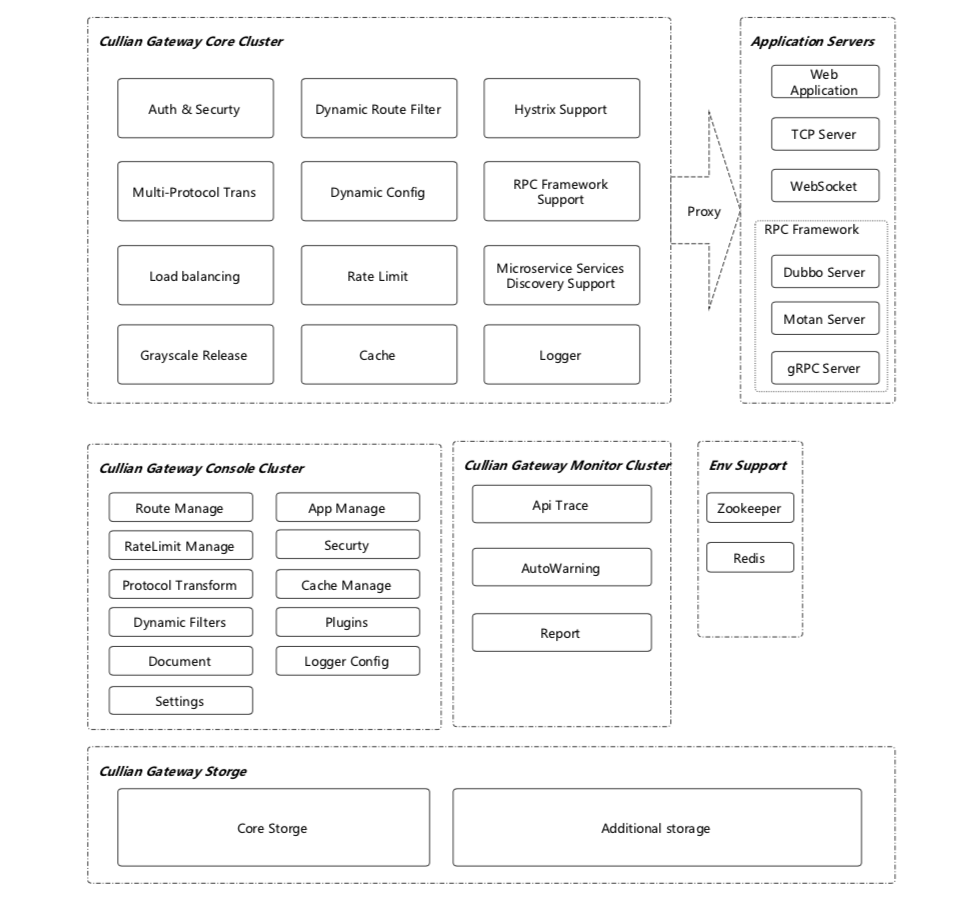 Cullian Gateway Core Cluster
Auth & Securty
Dynamic Route Filter
Hystrix Support
Multi-Protocol Trans
Dynamic Config
RPC Framework
Support
Load balancing
Rate Limit
Microservice Services
Discovery Support
Grayscale Release
Cache
Logger
Proxy
Application Servers
Web
Application
TCP Server
WebSocket
RPC Framework
Dubbo Server
Motan Server
gRPC Server
Cullian Gateway Console Cluster
Route Manage
App Manage
RateLimit Manage
Securty
Protocol Transform
Cache Manage
Dynamic Filters
Plugins
Document
Logger Config
Settings
Cullian Gateway Monitor Cluster
Api Trace
AutoWarning
Report
Env Support
Zookeeper
Redis
Cullian Gateway Storge
Core Storge
Additional storage